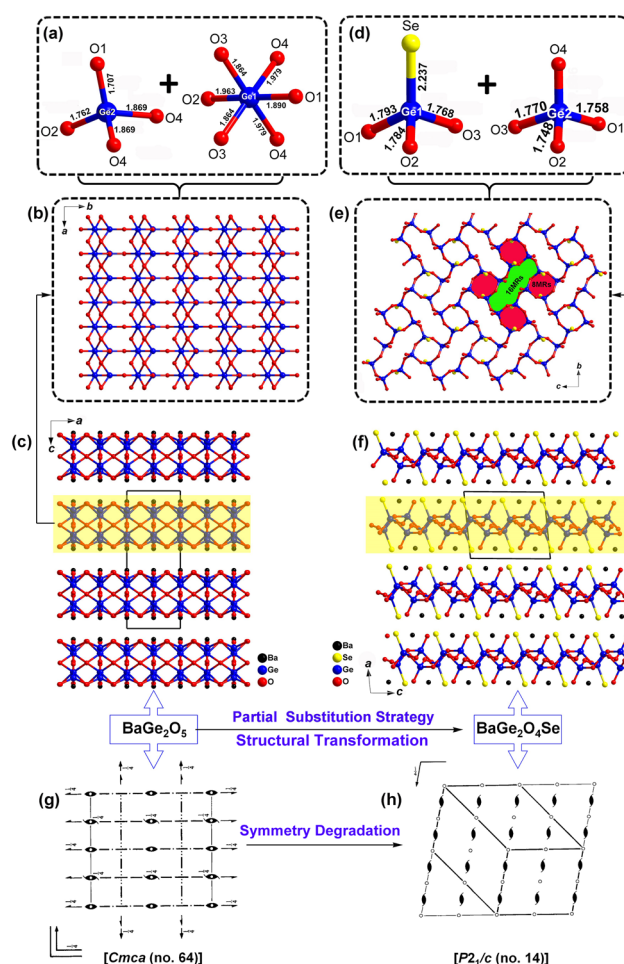 (a)
O1
1.707
Ge2
1.762
1.869
O2
O4
1.869
O4
+
O3
O4
1.864
1.979
1.963
Ge1
O2
1.890
O1
1.864
1.979
O3
O4
(d)
Se
2.237
1.793
Ge1
1.768
O1
1.784
O3
O2
+
O4
1.770
Ge2
1.758
O3
1.748
O1
O2
(b)
b
a
(e)
16MRs
8MRs
b
c
(c)
a
c
Ba
Ge
O
(f)
Ba
Se
Ge
O
a
c
BaGe₂O₅
Partial Substitution Strategy
Structural Transformation
BaGe₂O₄Se
(g)
Symmetry Degradation
(h)
[Cmca (no. 64)]
[P2₁/c (no. 14)]